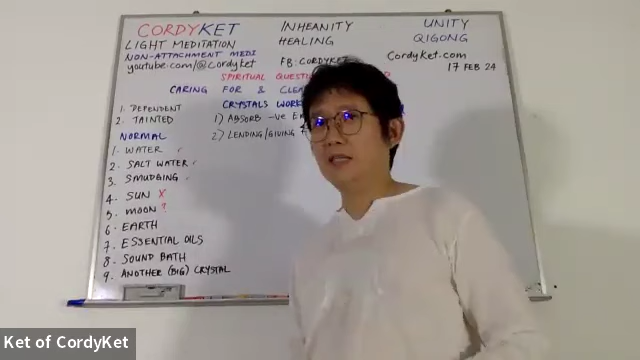 CORDYKET INHEANITY UNITY
LIGHT MEDITATION HEALING QIGONG
NON-ATTACHMENT MEDI
youtube.com/@cordyket FB: CORDYKET Cordyket.com
17 FEB 24
SPIRITUAL QUESTI
CARING FOR & CLEA
CRYSTALS WORK
1. DEPENDENT
2. TAINTED
1) ABSORB -ve En
2) LENDING/GIVING
NORMAL
1. WATER
2. SALT WATER
3. SMUDGING
4. SUN X
5. MOON ?
6. EARTH
7. ESSENTIAL OILS
8. SOUND BATH
9. ANOTHER (BIG) CRYSTAL
Ket of CordyKet